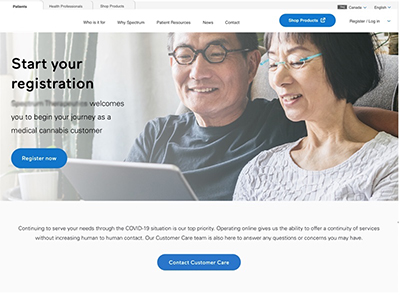 Patients Health Professionals Shop Products Canada English
Who is it for Why Spectrum Patient Resources News Contact Shop Products Register / Log in
Start your
registration
welcomes
you to begin your journey as a
medical cannabis customer
Register now
Continuing to serve your needs through the COVID-19 situation is our top priority. Operating online gives us the ability to offer a continuity of services
without increasing human to human contact. Our Customer Care team is also here to answer any questions or concerns you may have.
Contact Customer Care